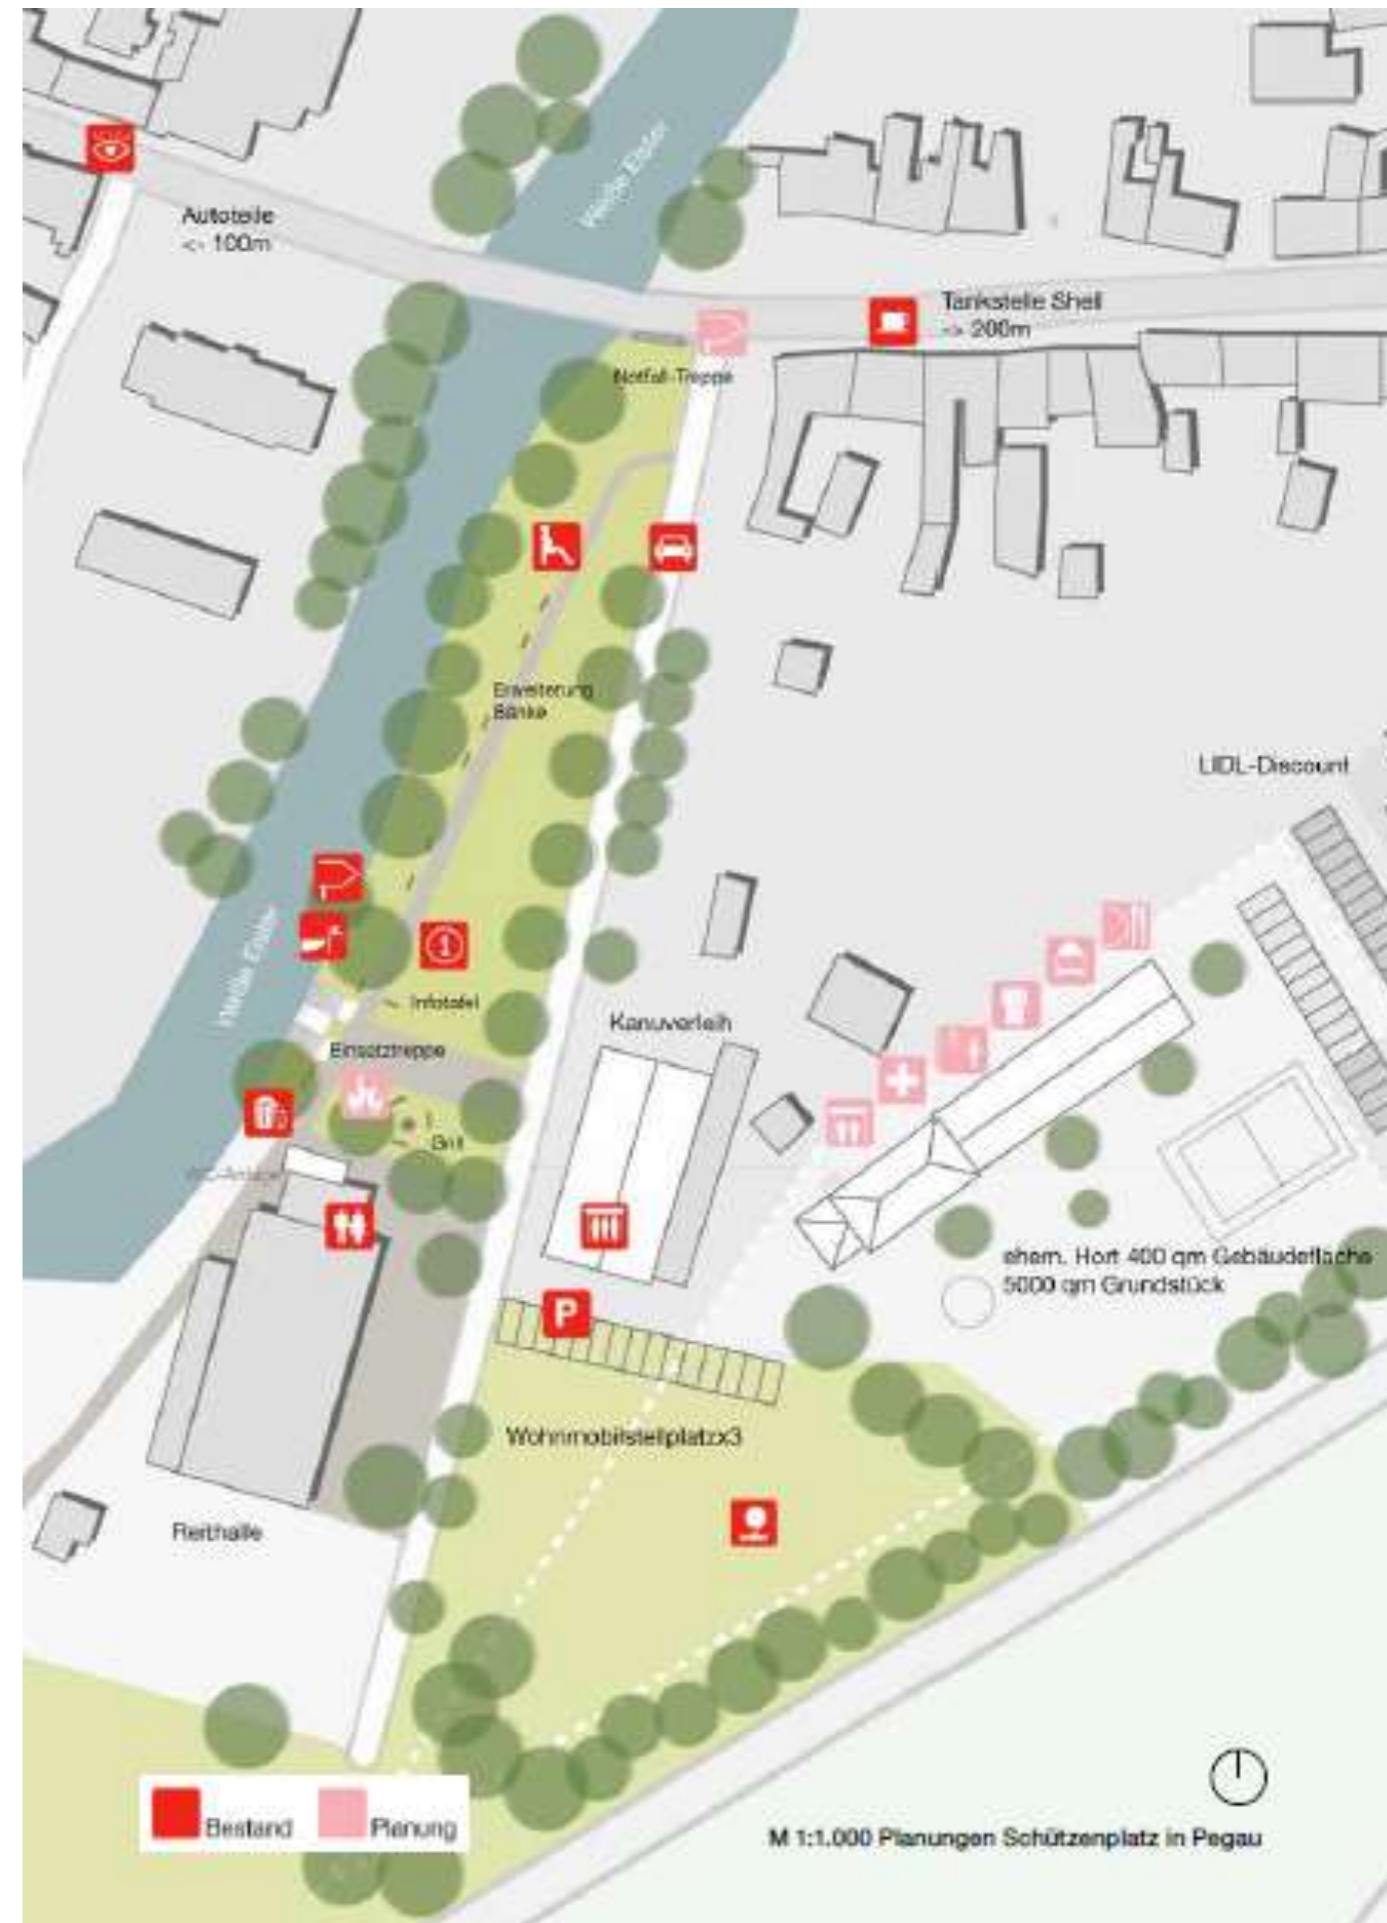 Weiße Elster
Autoteile
<- 100m
Tankstelle Shell
-> 200m
Notfall-Treppe
Erweiterung
Bänke
LIDL-Discount
Weiße Elster
1
Infotafel
Kanuverleih
Einsatztreppe
Grill
ehem. Hort 400 qm Gebäudefläche
5000 qm Grundstück
P
Wohnmobilstellplatzx3
Reithalle
Bestand
Planung
M 1:1.000 Planungen Schützenplatz in Pegau